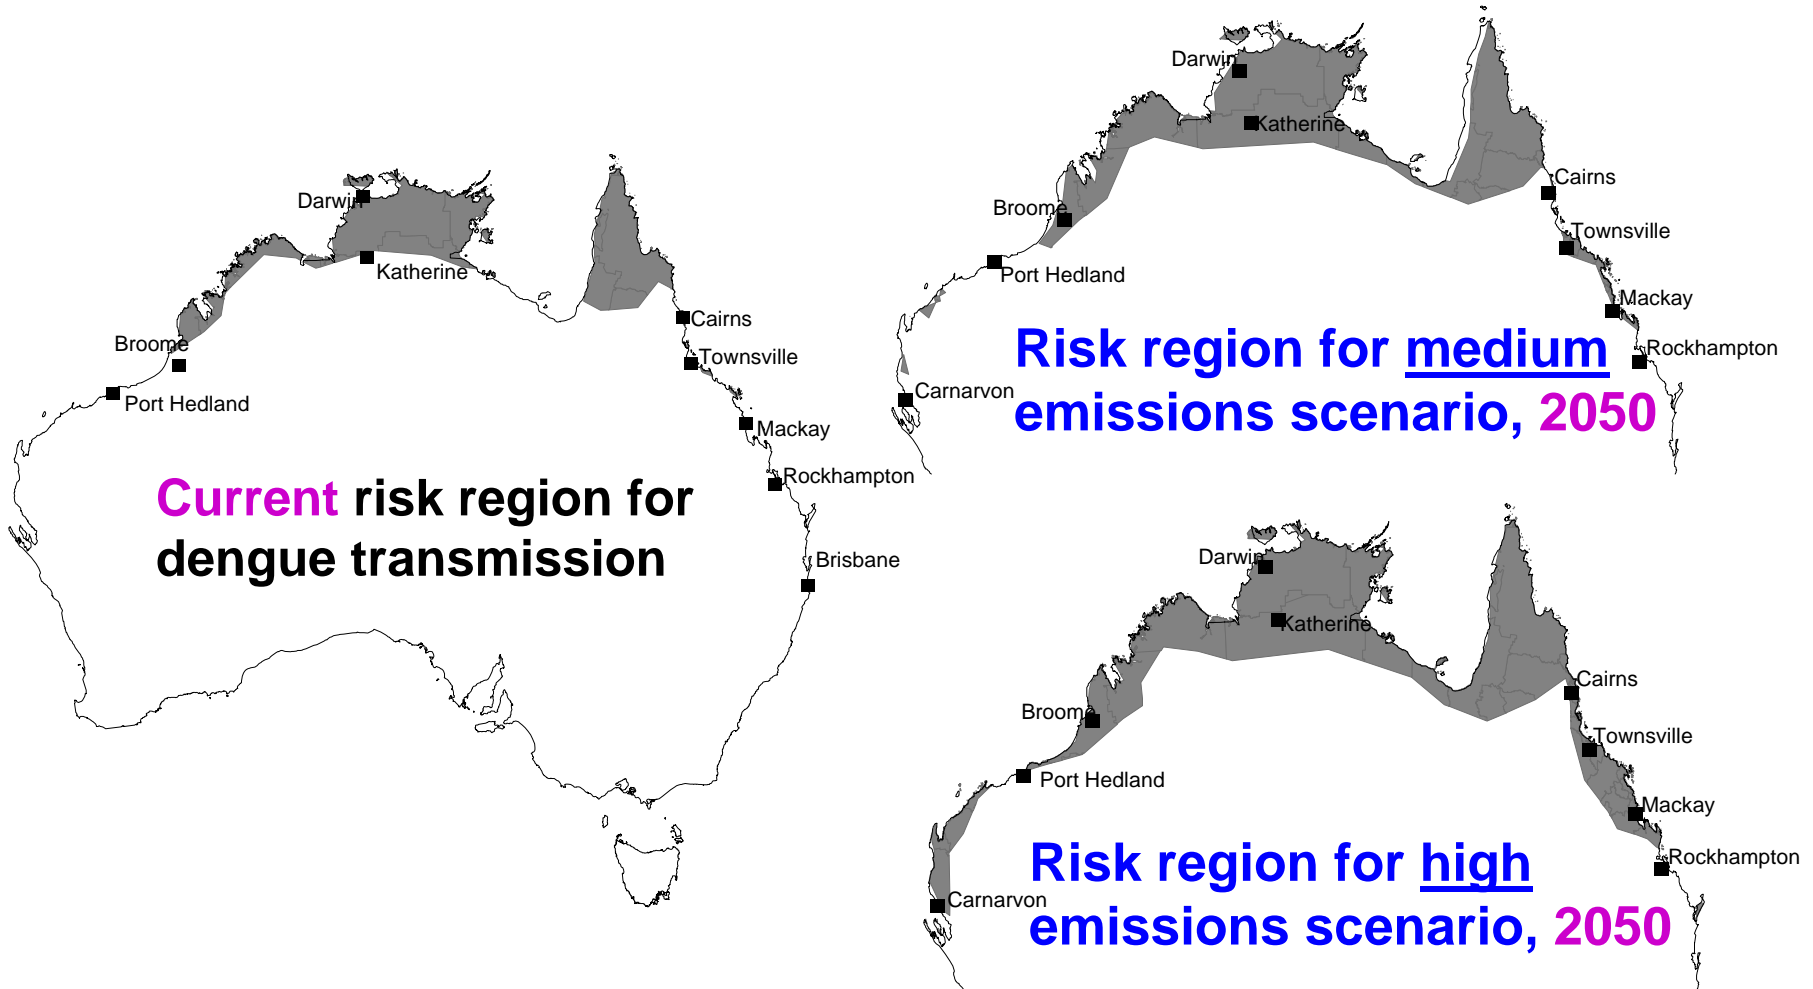 Darwin
Katherine
Broome
Port Hedland
Cairns
Townsville
Mackay
Rockhampton
Brisbane
Current risk region for
dengue transmission
Darwin
Katherine
Broome
Port Hedland
Carnarvon
Cairns
Townsville
Mackay
Rockhampton
Risk region for medium
emissions scenario, 2050
Darwin
Katherine
Broome
Port Hedland
Carnarvon
Cairns
Townsville
Mackay
Rockhampton
Risk region for high
emissions scenario, 2050